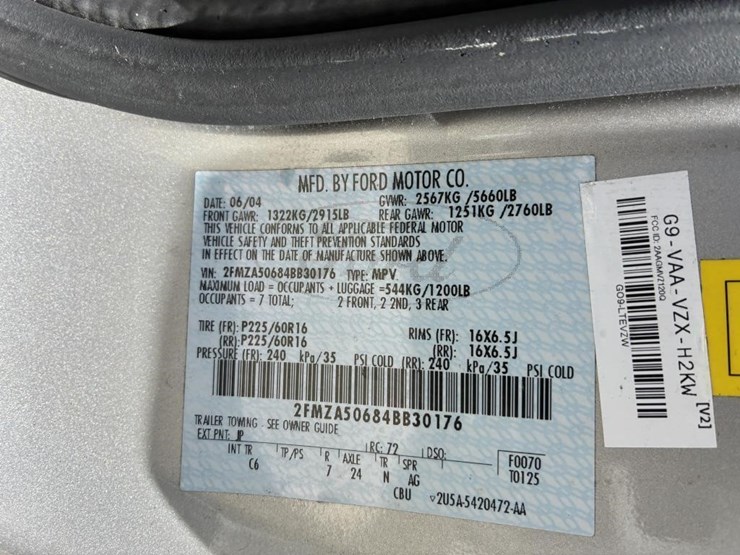 MFD. BY FORD MOTOR CO.
DATE: 06/04 GVWR: 2567KG /5660LB
FRONT GAWR: 1322KG/2915LB REAR GAWR: 1251KG /2760LB
THIS VEHICLE CONFORMS TO ALL APPLICABLE FEDERAL MOTOR
VEHICLE SAFETY AND THEFT PREVENTION STANDARDS
IN EFFECT ON THE DATE OF MANUFACTURE SHOWN ABOVE.
VIN: 2FMZA50684BB30176 TYPE: MPV
MAXIMUM LOAD = OCCUPANTS + LUGGAGE =544KG/1200LB
OCCUPANTS = 7 TOTAL; 2 FRONT, 2 2ND, 3 REAR
TIRE (FR): P225/60R16 RIMS (FR): 16X6.5J
(RR): P225/60R16 (RR): 16X6.5J
PRESSURE (FR): 240 kPa/35 PSI COLD (RR): 240 kPa/35 PSI COLD
2FMZA50684BB30176
TRAILER TOWING - SEE OWNER GUIDE
EXT PNT: JP RC: 72 DSO: F0070
INT TR TP/PS R AXLE TR SPR T0125
C6 7 24 N AG
CBU ▽2U5A-5420472-AA
G9-VAA-VZX-H2KW [V2]
FCC ID: 2AAGMVZ120Q
GO9-LTEVZW